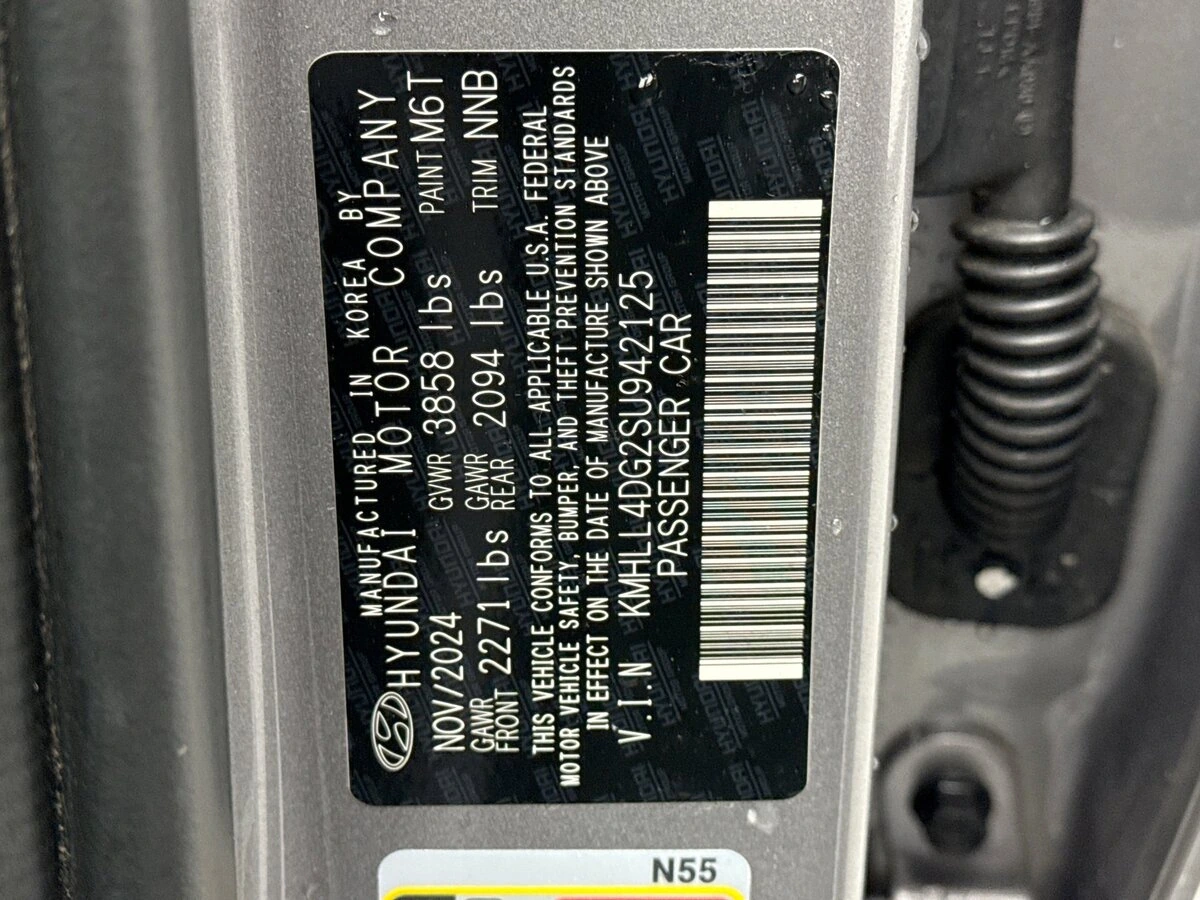 MANUFACTURED IN KOREA BY
HYUNDAI MOTOR COMPANY
NOV/2024 GVWR 3858 lbs PAINT M6T
GAWR FRONT 2271 lbs GAWR REAR 2094 lbs TRIM NNB
THIS VEHICLE CONFORMS TO ALL APPLICABLE U.S.A. FEDERAL
MOTOR VEHICLE SAFETY, BUMPER, AND THEFT PREVENTION STANDARDS
IN EFFECT ON THE DATE OF MANUFACTURE SHOWN ABOVE
V.I.N KMHLL4DG2SU942125
PASSENGER CAR
N55